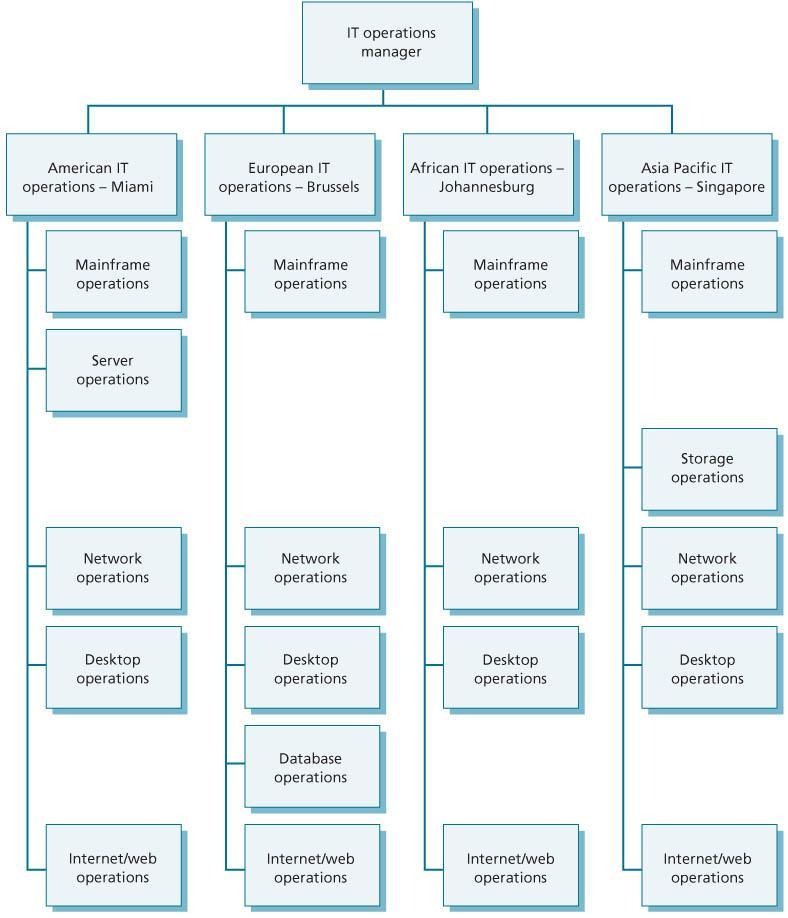 IT operations
manager
American IT
operations – Miami
European IT
operations – Brussels
African IT operations –
Johannesburg
Asia Pacific IT
operations – Singapore
Mainframe
operations
Mainframe
operations
Mainframe
operations
Mainframe
operations
Server
operations
Storage
operations
Network
operations
Network
operations
Network
operations
Network
operations
Desktop
operations
Desktop
operations
Desktop
operations
Desktop
operations
Database
operations
Internet/web
operations
Internet/web
operations
Internet/web
operations
Internet/web
operations